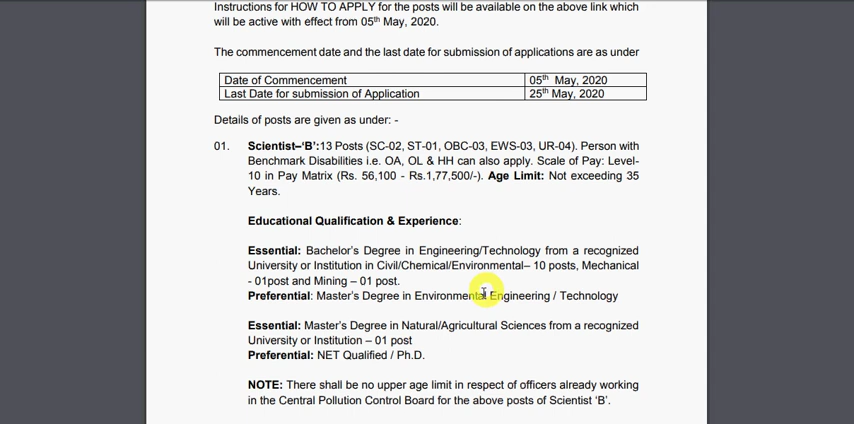 Instructions for HOW TO APPLY for the posts will be available on the above link which
will be active with effect from 05th May, 2020.
The commencement date and the last date for submission of applications are as under
Date of Commencement 05th May, 2020
Last Date for submission of Application 25th May, 2020
Details of posts are given as under: -
01. Scientist–‘B’:13 Posts (SC-02, ST-01, OBC-03, EWS-03, UR-04). Person with
Benchmark Disabilities i.e. OA, OL & HH can also apply. Scale of Pay: Level-
10 in Pay Matrix (Rs. 56,100 - Rs.1,77,500/-). Age Limit: Not exceeding 35
Years.
Educational Qualification & Experience:
Essential: Bachelor’s Degree in Engineering/Technology from a recognized
University or Institution in Civil/Chemical/Environmental– 10 posts, Mechanical
- 01post and Mining – 01 post.
Preferential: Master’s Degree in Environmental Engineering / Technology
Essential: Master’s Degree in Natural/Agricultural Sciences from a recognized
University or Institution – 01 post
Preferential: NET Qualified / Ph.D.
NOTE: There shall be no upper age limit in respect of officers already working
in the Central Pollution Control Board for the above posts of Scientist ‘B’.